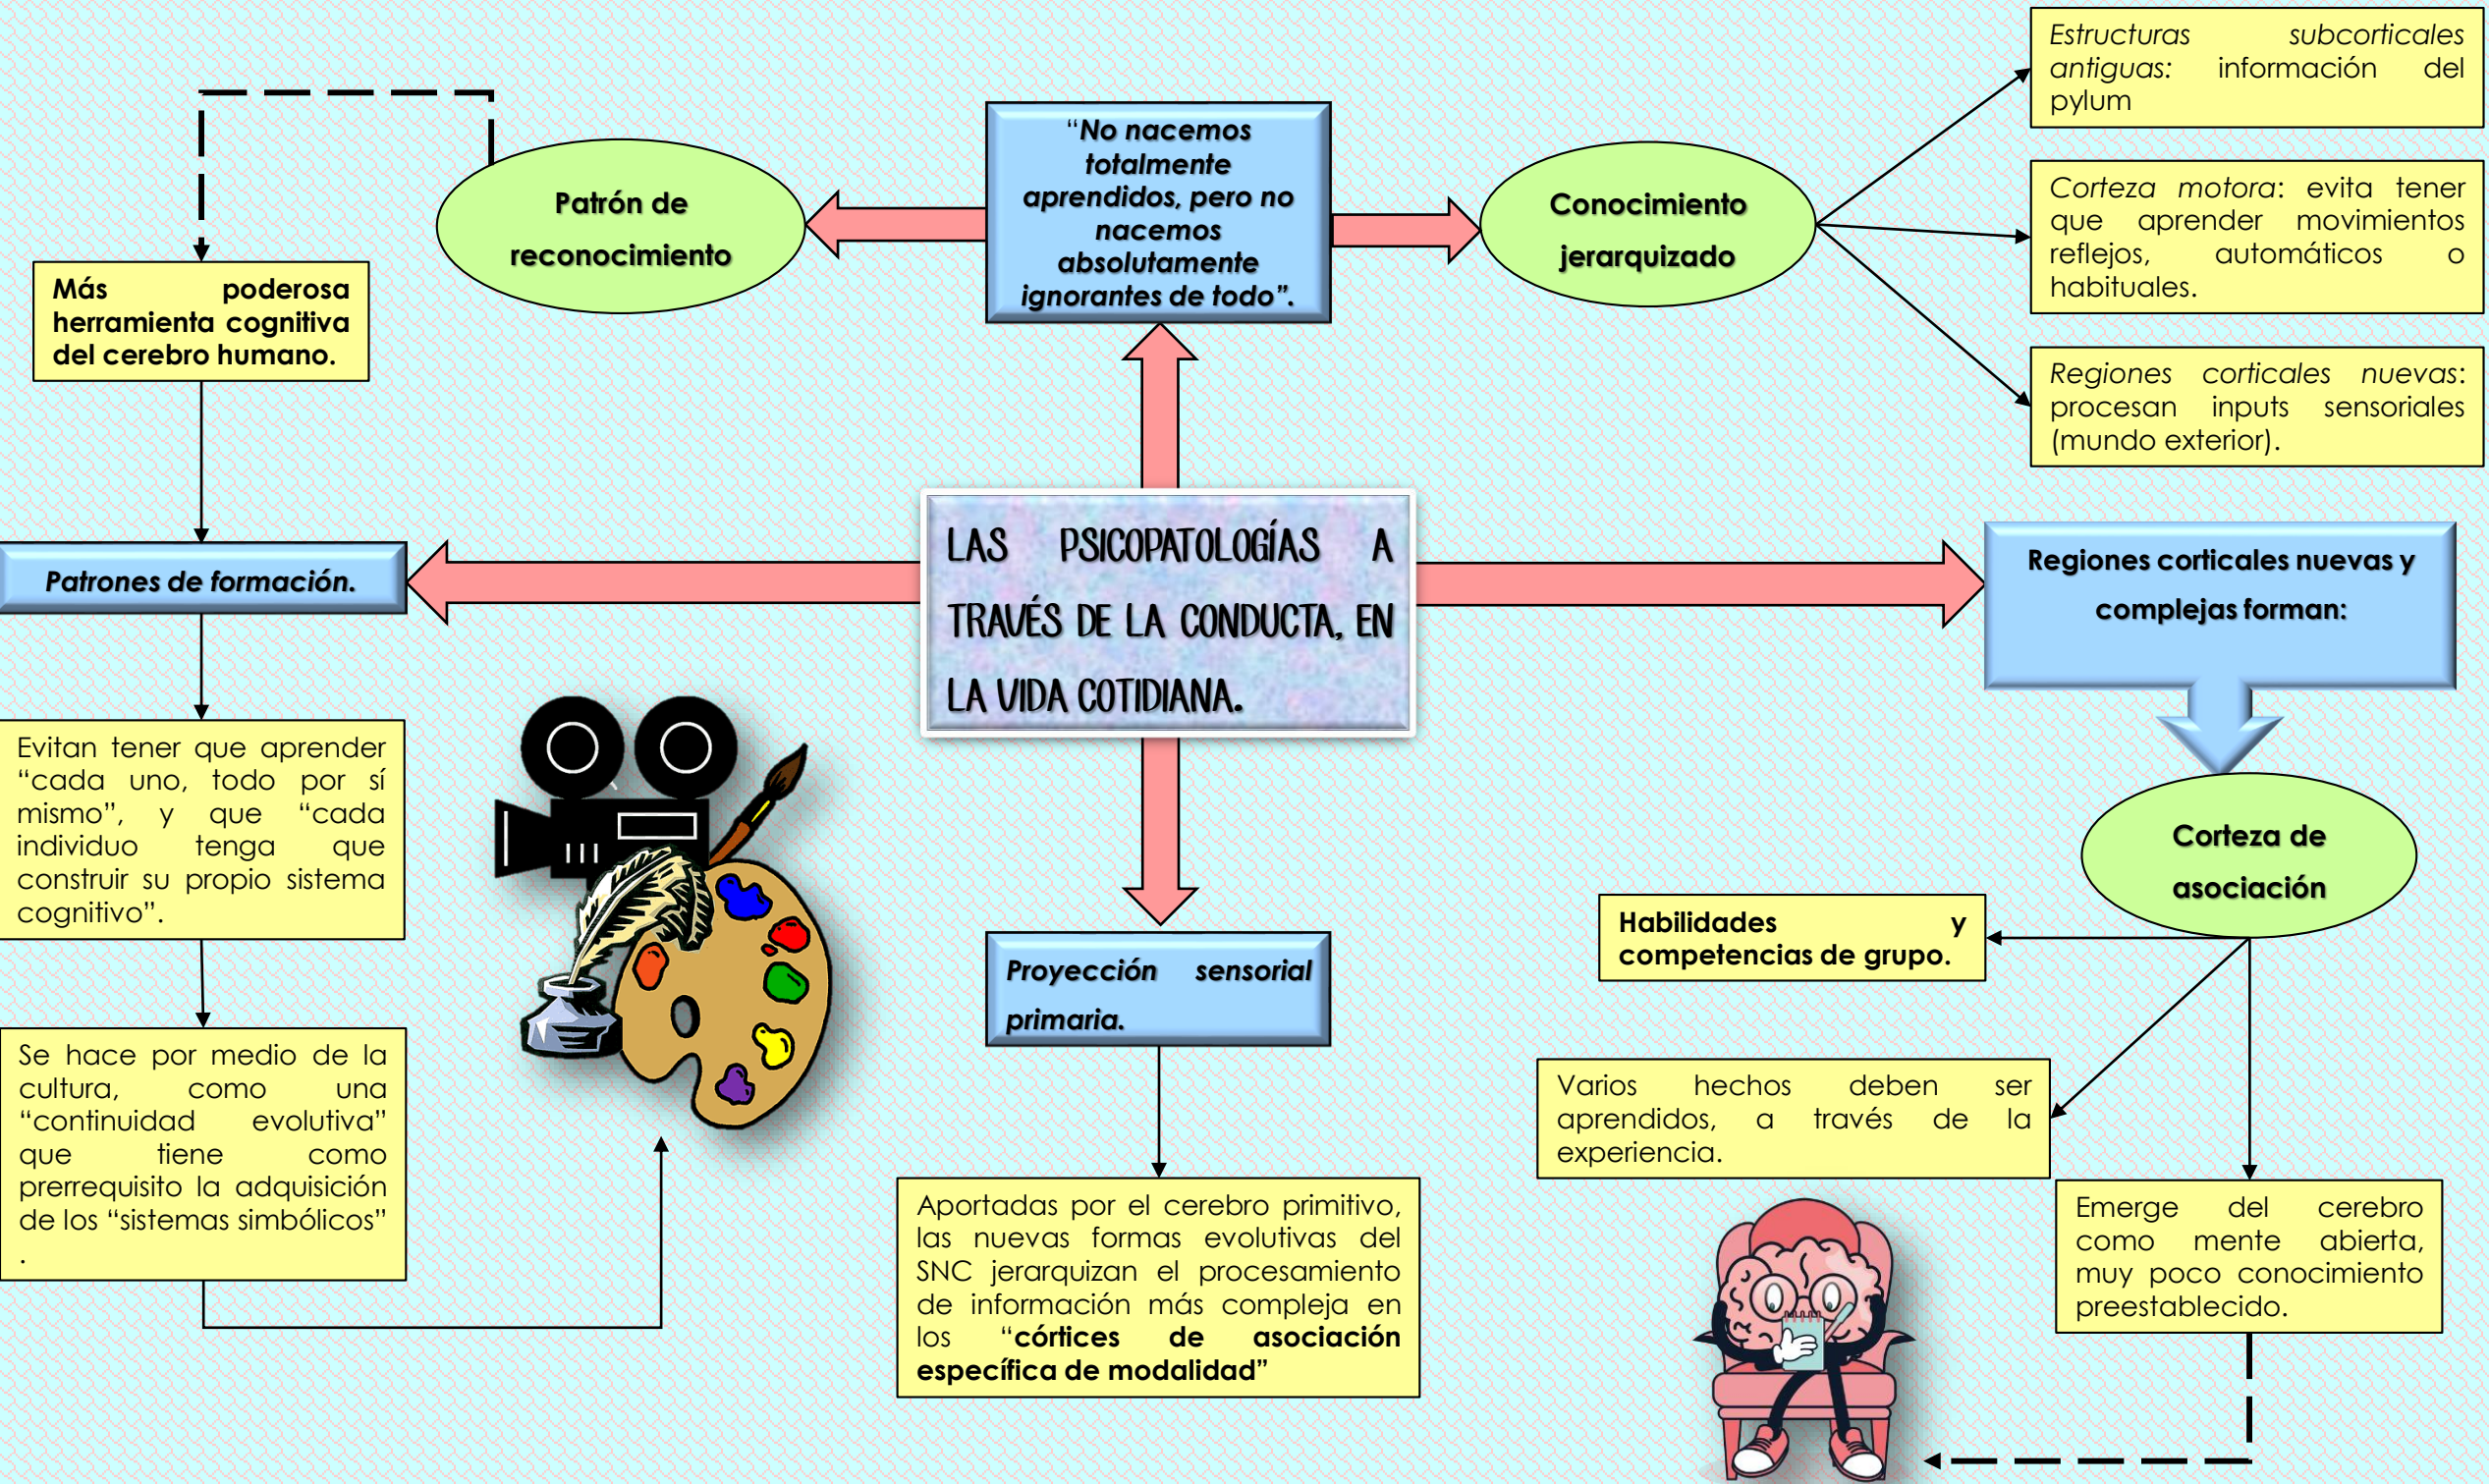 Estructuras subcorticales
antiguas: información del
pylum
“No nacemos
totalmente
aprendidos, pero no
nacemos
absolutamente
ignorantes de todo”.
Patrón de
reconocimiento
Conocimiento
jerarquizado
Corteza motora: evita tener
que aprender movimientos
reflejos, automáticos o
habituales.
Más poderosa
herramienta cognitiva
del cerebro humano.
Regiones corticales nuevas:
procesan inputs sensoriales
(mundo exterior).
LAS PSICOPATOLOGÍAS A
TRAVÉS DE LA CONDUCTA, EN
LA VIDA COTIDIANA.
Patrones de formación.
Regiones corticales nuevas y
complejas forman:
Evitan tener que aprender
“cada uno, todo por sí
mismo”, y que “cada
individuo tenga que
construir su propio sistema
cognitivo”.
Corteza de
asociación
Habilidades y
competencias de grupo.
Proyección sensorial
primaria.
Se hace por medio de la
cultura, como una
“continuidad evolutiva”
que tiene como
prerrequisito la adquisición
de los “sistemas simbólicos”
.
Varios hechos deben ser
aprendidos, a través de la
experiencia.
Aportadas por el cerebro primitivo,
las nuevas formas evolutivas del
SNC jerarquizan el procesamiento
de información más compleja en
los “córtices de asociación
específica de modalidad”
Emerge del cerebro
como mente abierta,
muy poco conocimiento
preestablecido.